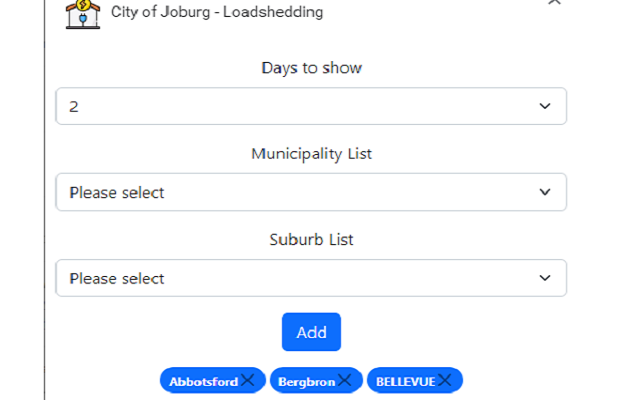 City of Joburg - Loadshedding
Days to show
2
Municipality List
Please select
Suburb List
Please select
Add
Abbotsford Bergbron BELLEVUE